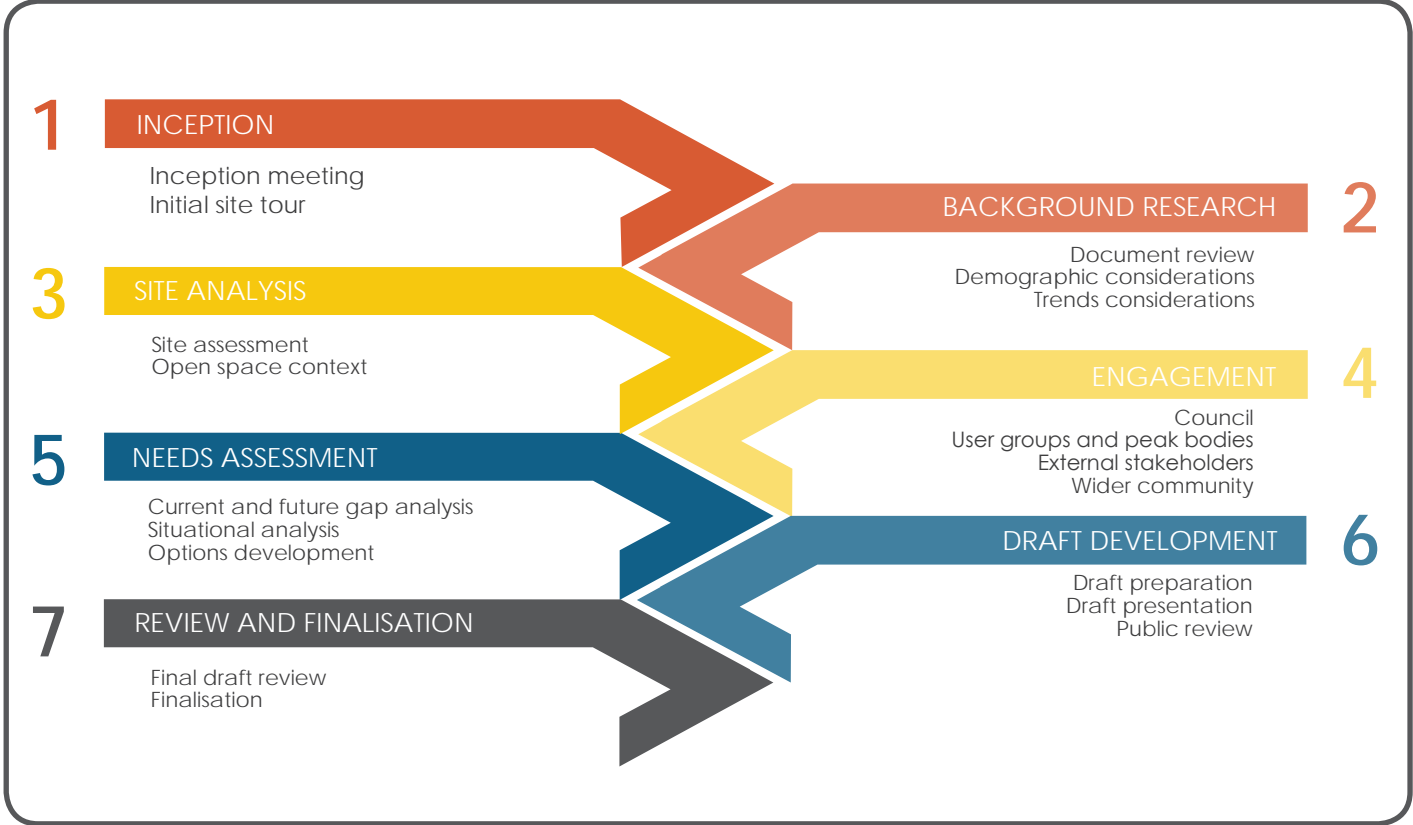 1
INCEPTION
Inception meeting
Initial site tour
2
BACKGROUND RESEARCH
Document review
Demographic considerations
Trends considerations
3
SITE ANALYSIS
Site assessment
Open space context
4
ENGAGEMENT
Council
User groups and peak bodies
External stakeholders
Wider community
5
NEEDS ASSESSMENT
Current and future gap analysis
Situational analysis
Options development
6
DRAFT DEVELOPMENT
Draft preparation
Draft presentation
Public review
7
REVIEW AND FINALISATION
Final draft review
Finalisation